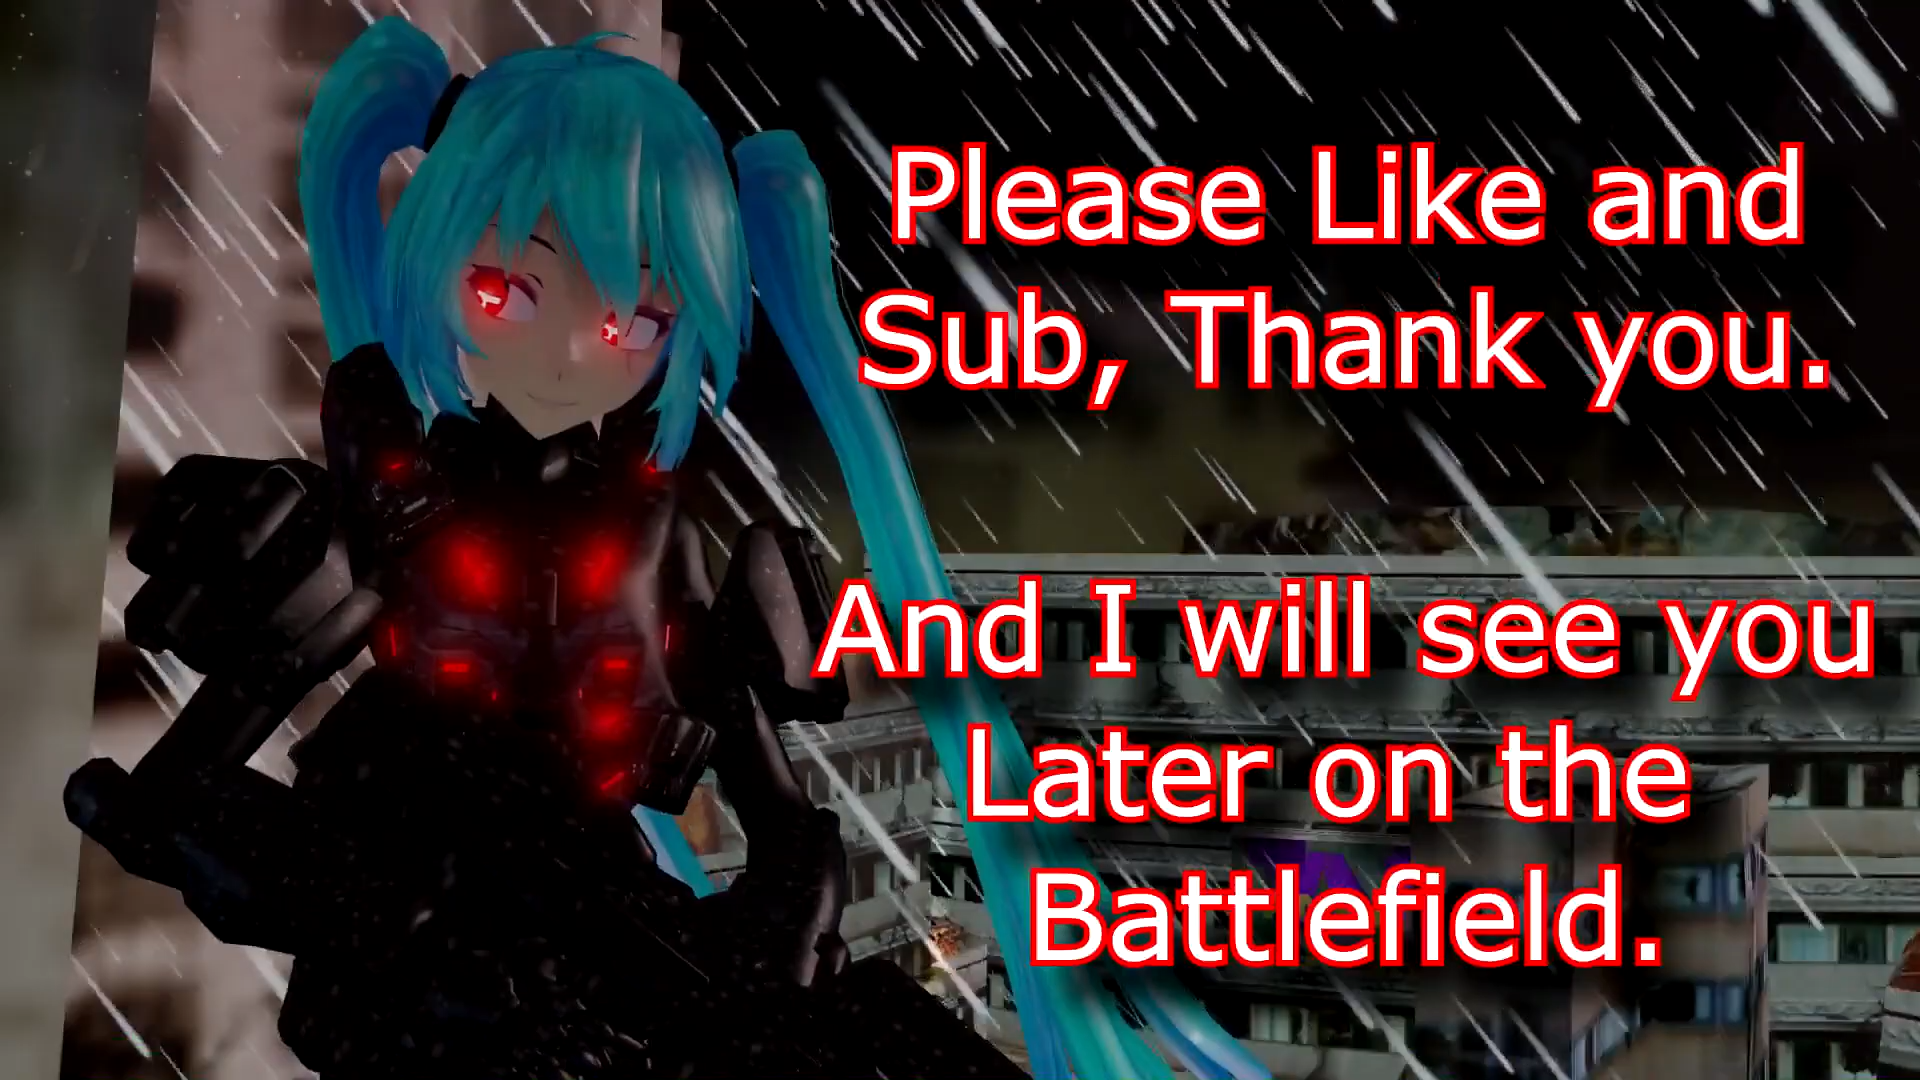 Please Like and
Sub, Thank you.
And I will see you
Later on the
Battlefield.